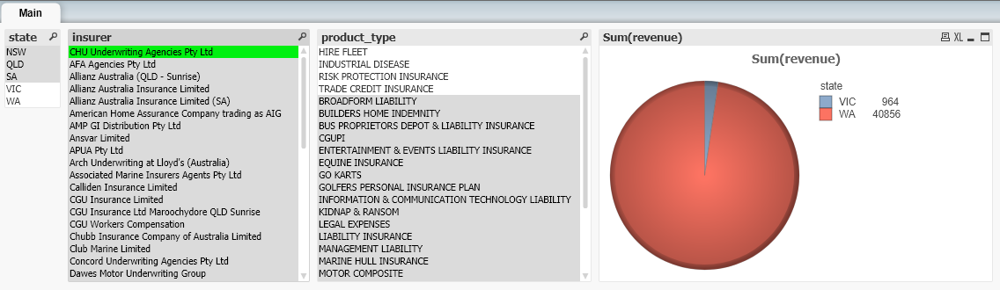 Main
state
NSW
QLD
SA
VIC
WA
insurer
CHU Underwriting Agencies Pty Ltd
AFA Agencies Pty Ltd
Allianz Australia (QLD - Sunrise)
Allianz Australia Insurance Limited
Allianz Australia Insurance Limited (SA)
American Home Assurance Company trading as AIG
AMP GI Distribution Pty Ltd
Ansvar Limited
APUA Pty Ltd
Arch Underwriting at Lloyd's (Australia)
Associated Marine Insurers Agents Pty Ltd
Calliden Insurance Limited
CGU Insurance Limited
CGU Insurance Ltd Maroochydore QLD Sunrise
CGU Workers Compensation
Chubb Insurance Company of Australia Limited
Club Marine Limited
Concord Underwriting Agencies Pty Ltd
Dawes Motor Underwriting Group
product_type
HIRE FLEET
INDUSTRIAL DISEASE
RISK PROTECTION INSURANCE
TRADE CREDIT INSURANCE
BROADFORM LIABILITY
BUILDERS HOME INDEMNITY
BUS PROPRIETORS DEPOT & LIABILITY INSURANCE
CGUPI
ENTERTAINMENT & EVENTS LIABILITY INSURANCE
EQUINE INSURANCE
GO KARTS
GOLFERS PERSONAL INSURANCE PLAN
INFORMATION & COMMUNICATION TECHNOLOGY LIABILITY
KIDNAP & RANSOM
LEGAL EXPENSES
LIABILITY INSURANCE
MANAGEMENT LIABILITY
MARINE HULL INSURANCE
MOTOR COMPOSITE
Sum(revenue)
XL
Sum(revenue)
state
VIC 964
WA 40856